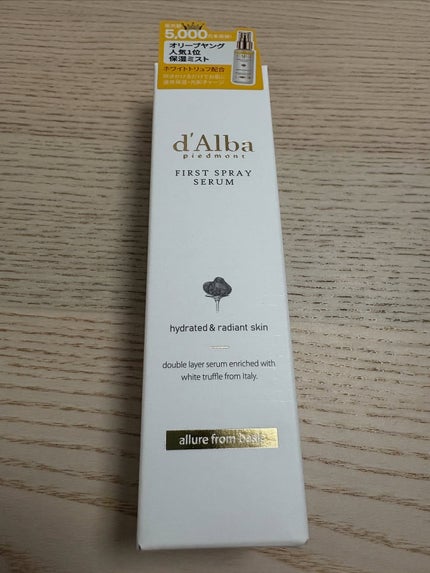 5,000
オリーブヤング
人気1位
保湿ミスト
ホワイトトリュフ配合
d'Alba
piedmont
FIRST SPRAY
SERUM
hydrated & radiant skin
double layer serum enriched with
white truffle from Italy.
allure from basic